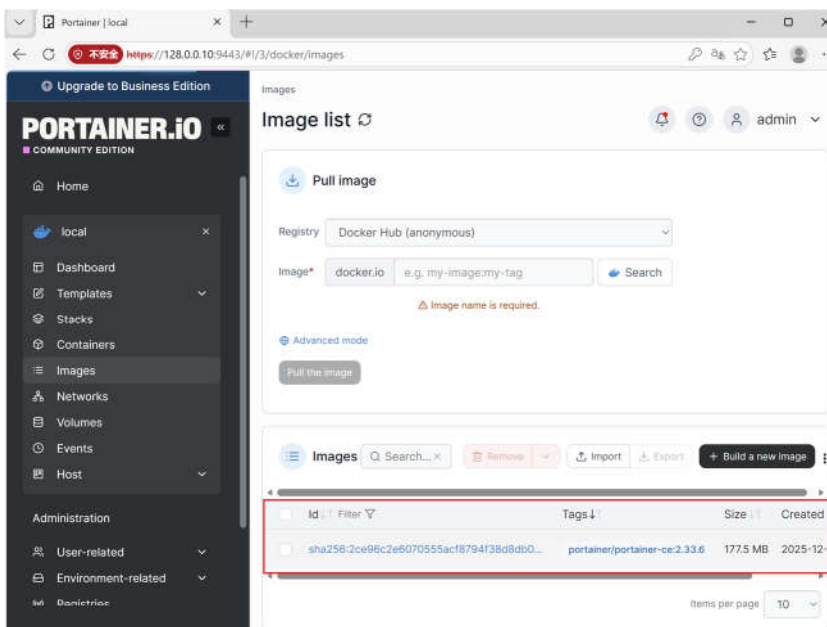 Portainer | local
不安全 https://128.0.0.10:9443/#!/3/docker/images
Upgrade to Business Edition
PORTAINER.iO
COMMUNITY EDITION
Home
local
Dashboard
Templates
Stacks
Containers
Images
Networks
Volumes
Events
Host
Administration
User-related
Environment-related
Registries
Images
Image list
admin
Pull image
Registry
Docker Hub (anonymous)
Image*
docker.io
e.g. my-image:my-tag
Search
Image name is required.
Advanced mode
Pull the image
Images
Search...
Remove
Import
Export
+ Build a new image
Id Filter Tags Size Created
sha256:2ce96c2e6070555acf8794f38d8db0... portainer/portainer-ce:2.33.6 177.5 MB 2025-12-
Items per page 10